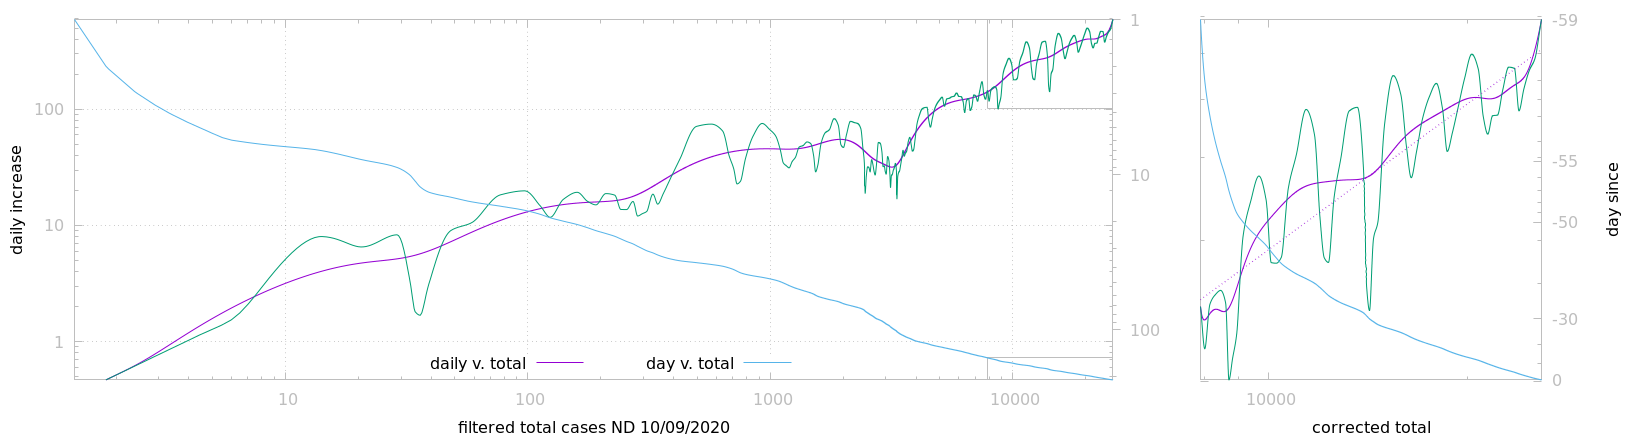 daily increase
100
10
1
10
100
1000
10000
1
10
100
daily v. total
day v. total
filtered total cases ND 10/09/2020
10000
-59
-55
-50
-30
0
day since
corrected total